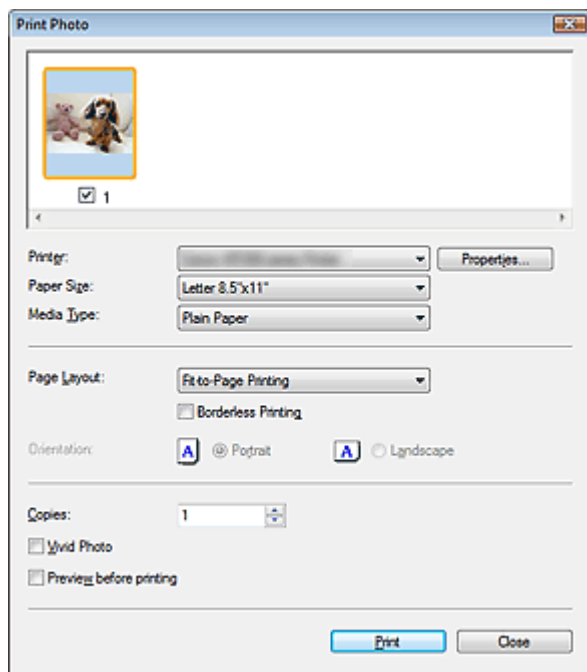 Print Photo
1
Printer:
Properties...
Paper Size: Letter 8.5"x11"
Media Type: Plain Paper
Page Layout: Fit-to-Page Printing
Borderless Printing
Orientation: A Portrait A Landscape
Copies: 1
Vivid Photo
Preview before printing
Print Close